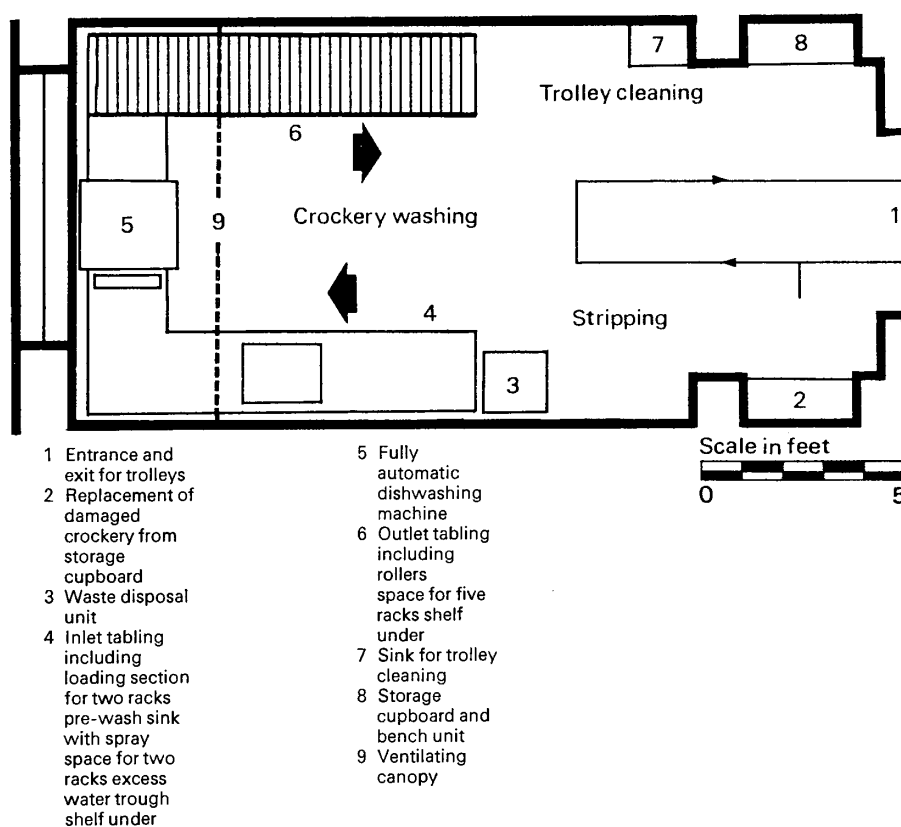 7
8
Trolley cleaning
6
5
9
Crockery washing
1
4
Stripping
3
2
Scale in feet
0 5
1 Entrance and
exit for trolleys
2 Replacement of
damaged
crockery from
storage
cupboard
3 Waste disposal
unit
4 Inlet tabling
including
loading section
for two racks
pre-wash sink
with spray
space for two
racks excess
water trough
shelf under
5 Fully
automatic
dishwashing
machine
6 Outlet tabling
including
rollers
space for five
racks shelf
under
7 Sink for trolley
cleaning
8 Storage
cupboard and
bench unit
9 Ventilating
canopy